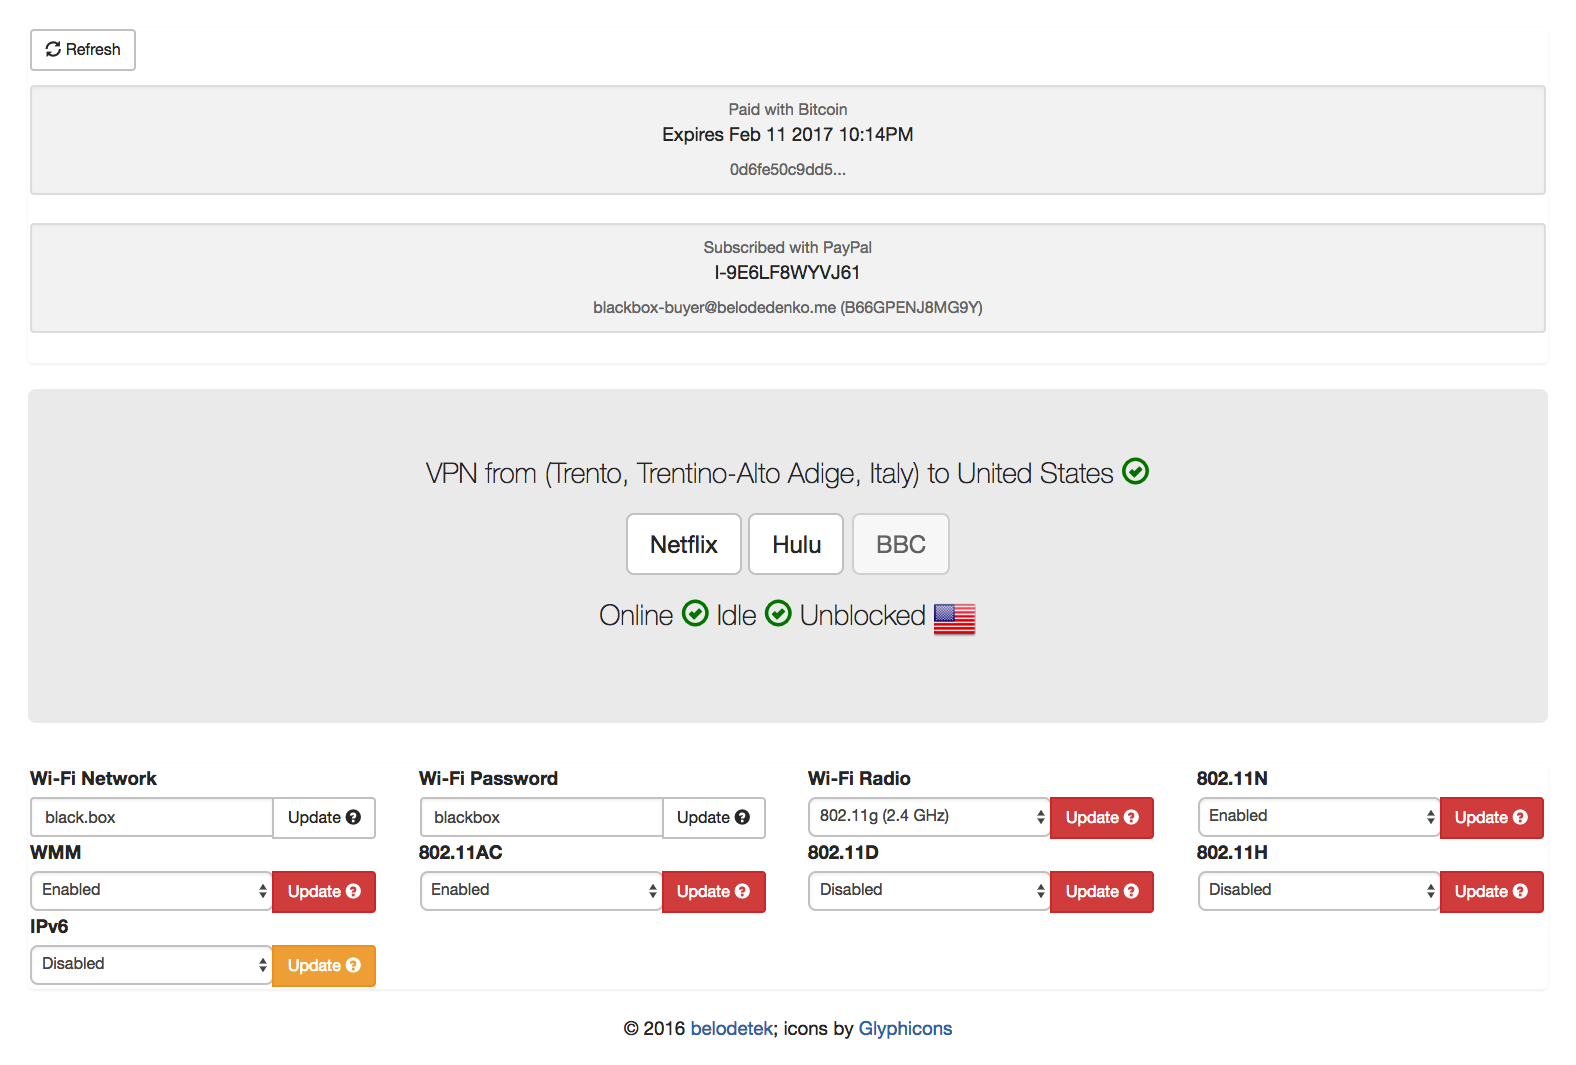 Refresh
Paid with Bitcoin
Expires Feb 11 2017 10:14PM
0d6fe50c9dd5...
Subscribed with PayPal
I-9E6LF8WYVJ61
blackbox-buyer@belodedenko.me (B66GPENJ8MG9Y)
VPN from (Trento, Trentino-Alto Adige, Italy) to United States
Netflix Hulu BBC
Online Idle Unblocked
Wi-Fi Network Wi-Fi Password Wi-Fi Radio 802.11N
black.box Update ? blackbox Update ? 802.11g (2.4 GHz) Update ? Enabled Update ?
WMM 802.11AC 802.11D 802.11H
Enabled Update ? Enabled Update ? Disabled Update ? Disabled Update ?
IPv6
Disabled Update ?
© 2016 belodetek; icons by Glyphicons